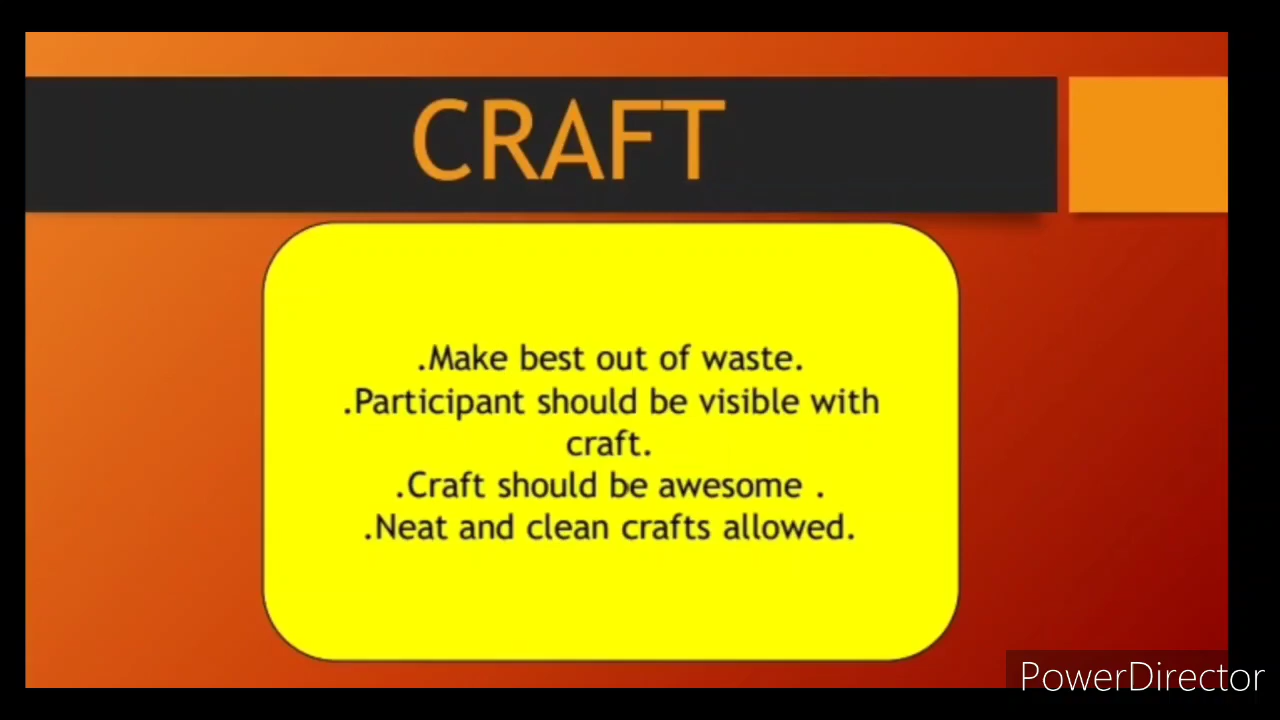 CRAFT
.Make best out of waste.
.Participant should be visible with
craft.
.Craft should be awesome .
.Neat and clean crafts allowed.
PowerDirector